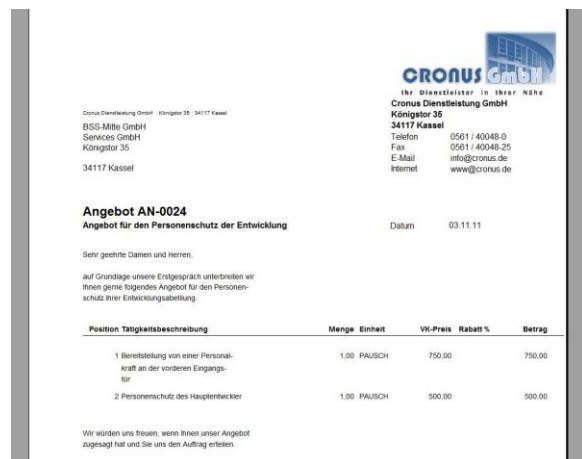 CRONUS GmbH
Ihr Dienstleister in Ihrer Nähe
Cronus Dienstleistung GmbH
Königstor 35
34117 Kassel
Telefon 0561 / 40048-0
Fax 0561 / 40048-25
E-Mail info@cronus.de
Internet www@cronus.de
Cronus Dienstleistung GmbH Königstor 35 34117 Kassel
BSS-Mitte GmbH
Services GmbH
Königstor 35
34117 Kassel
Angebot AN-0024
Angebot für den Personenschutz der Entwicklung
Datum 03.11.11
Sehr geehrte Damen und Herren,
auf Grundlage unsere Erstgespräch unterbreiten wir
Ihnen gerne folgendes Angebot für den Personen-
schutz Ihrer Entwicklungsabetilung.
Position Tätigkeitsbeschreibung Menge Einheit VK-Preis Rabatt % Betrag
1 Bereitstellung von einer Personal- 1,00 PAUSCH 750,00 750,00
kraft an der vorderen Eingangs-
tür
2 Personenschutz des Hauptentwickler 1,00 PAUSCH 500,00 500,00
Wir würden uns freuen, wenn Ihnen unser Angebot
zugesagt hat und Sie uns den Auftrag erteilen.